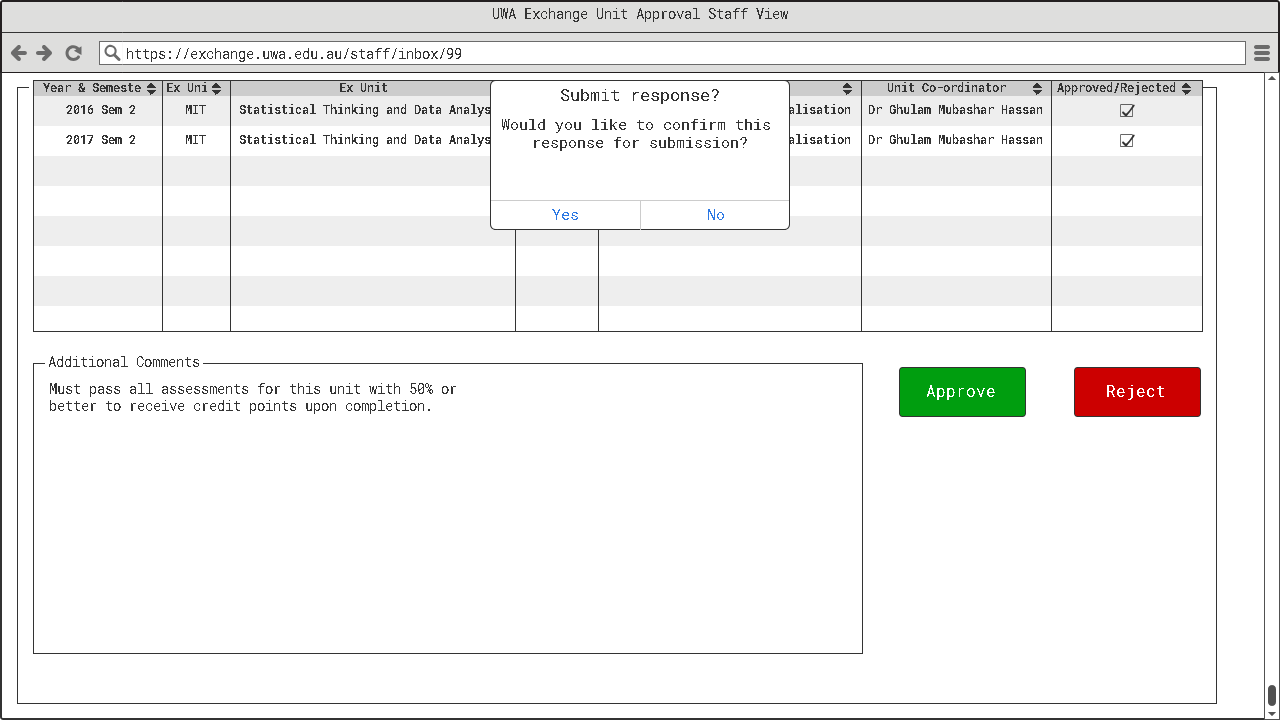 UWA Exchange Unit Approval Staff View
https://exchange.uwa.edu.au/staff/inbox/99
Year & Semeste Ex Uni Ex Unit Unit Co-ordinator Approved/Rejected
2016 Sem 2 MIT Statistical Thinking and Data Analys alisation Dr Ghulam Mubashar Hassan
2017 Sem 2 MIT Statistical Thinking and Data Analys alisation Dr Ghulam Mubashar Hassan
Submit response?
Would you like to confirm this
response for submission?
Yes No
Additional Comments
Must pass all assessments for this unit with 50% or
better to receive credit points upon completion.
Approve Reject